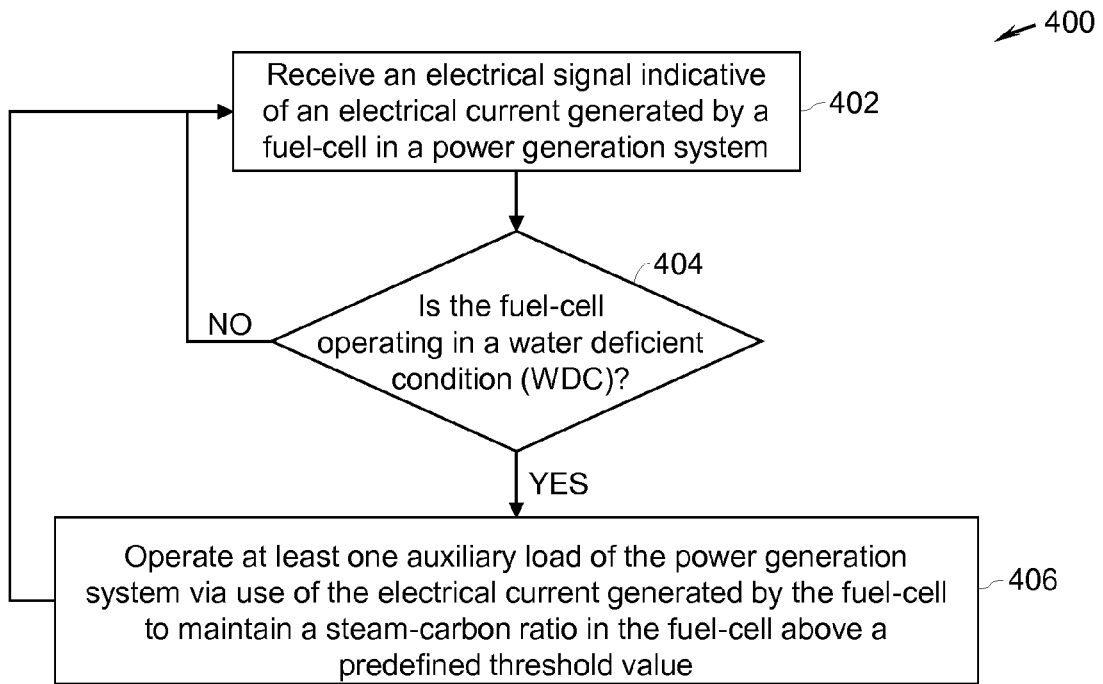 400
Receive an electrical signal indicative
of an electrical current generated by a
fuel-cell in a power generation system
402
404
Is the fuel-cell
operating in a water deficient
condition (WDC)?
NO
YES
Operate at least one auxiliary load of the power generation
system via use of the electrical current generated by the fuel-cell
to maintain a steam-carbon ratio in the fuel-cell above a
predefined threshold value
406